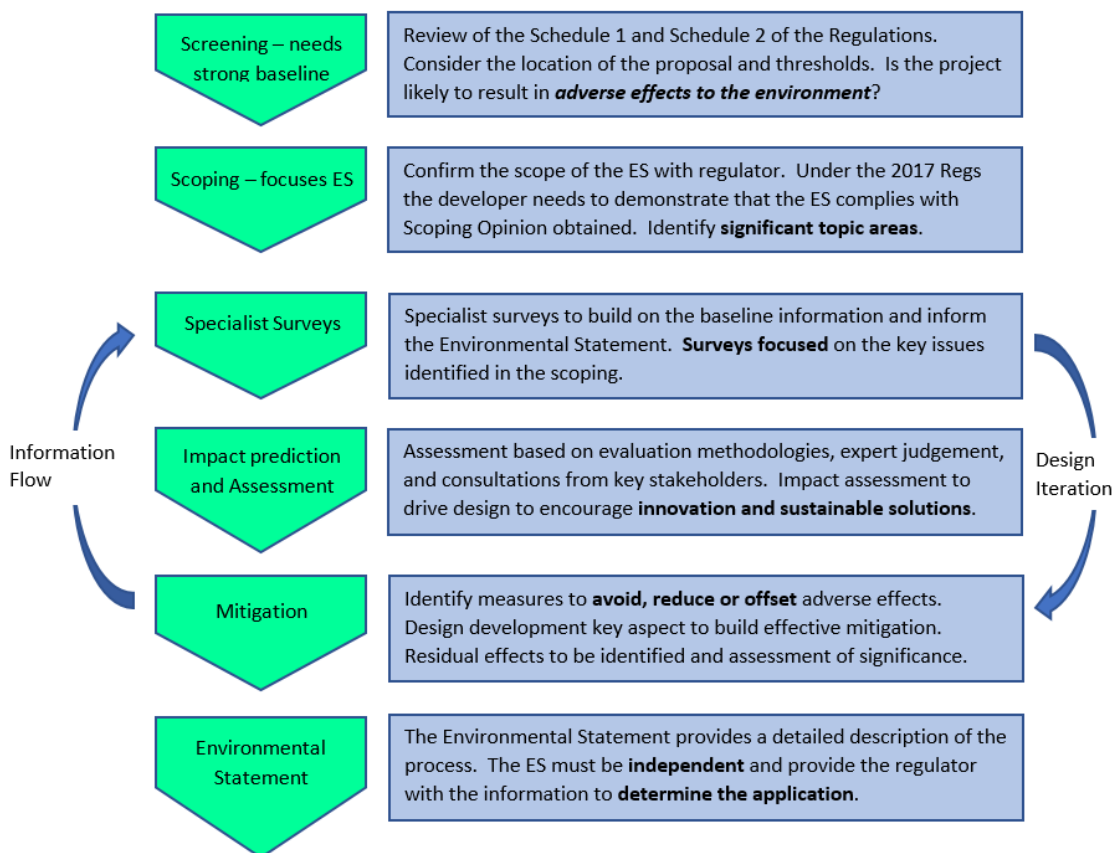 Screening – needs
strong baseline
Review of the Schedule 1 and Schedule 2 of the Regulations.
Consider the location of the proposal and thresholds.  Is the project
likely to result in adverse effects to the environment?
Scoping – focuses ES
Confirm the scope of the ES with regulator.  Under the 2017 Regs
the developer needs to demonstrate that the ES complies with
Scoping Opinion obtained.  Identify significant topic areas.
Specialist Surveys
Specialist surveys to build on the baseline information and inform
the Environmental Statement.  Surveys focused on the key issues
identified in the scoping.
Information
Flow
Impact prediction
and Assessment
Assessment based on evaluation methodologies, expert judgement,
and consultations from key stakeholders.  Impact assessment to
drive design to encourage innovation and sustainable solutions.
Design
Iteration
Mitigation
Identify measures to avoid, reduce or offset adverse effects.
Design development key aspect to build effective mitigation.
Residual effects to be identified and assessment of significance.
Environmental
Statement
The Environmental Statement provides a detailed description of the
process.  The ES must be independent and provide the regulator
with the information to determine the application.